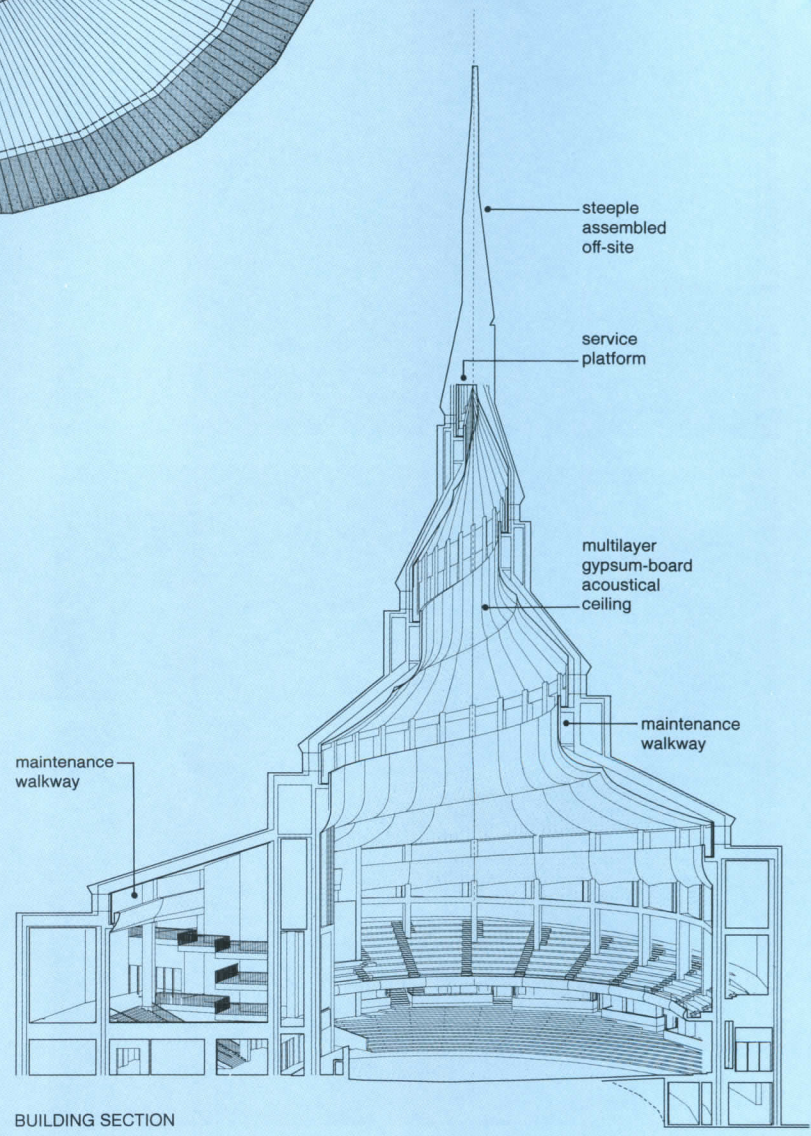 steeple
assembled
off-site
service
platform
multilayer
gypsum-board
acoustical
ceiling
maintenance
walkway
maintenance
walkway
BUILDING SECTION